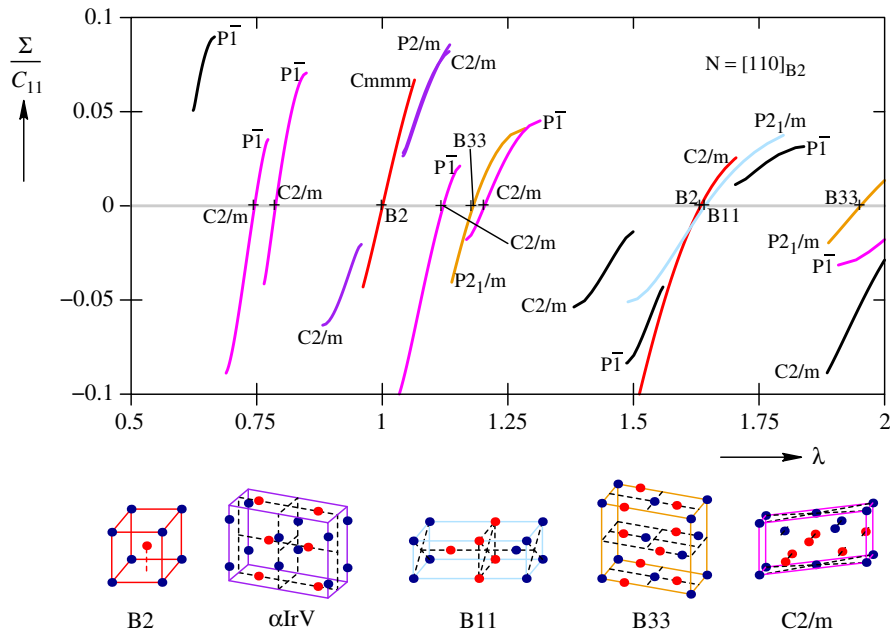 0.1
Σ
C11
0.05
0
−0.05
−0.1
0.5
0.75
1
1.25
1.5
1.75
2
λ
N = [110]B2
P1̅
P1̅
P1̅
C2/m
C2/m
C2/m
Cmmm
P2/m
C2/m
B2
P1̅
B33
P1̅
C2/m
C2/m
P21/m
C2/m
P1̅
C2/m
P21/m
P1̅
B2
B11
B33
P21/m
P1̅
C2/m
B2
αIrV
B11
B33
C2/m